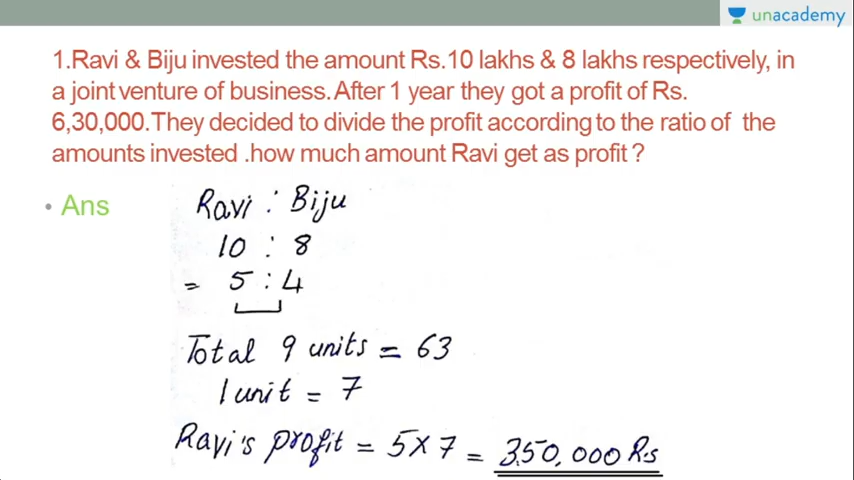 unacademy
1.Ravi & Biju invested the amount Rs.10 lakhs & 8 lakhs respectively, in
a joint venture of business. After 1 year they got a profit of Rs.
6,30,000.They decided to divide the profit according to the ratio of the
amounts invested .how much amount Ravi get as profit ?
• Ans
Ravi : Biju
10 : 8
= 5 : 4
Total 9 units = 63
1 unit = 7
Ravi's profit = 5 X 7 = 350,000 Rs